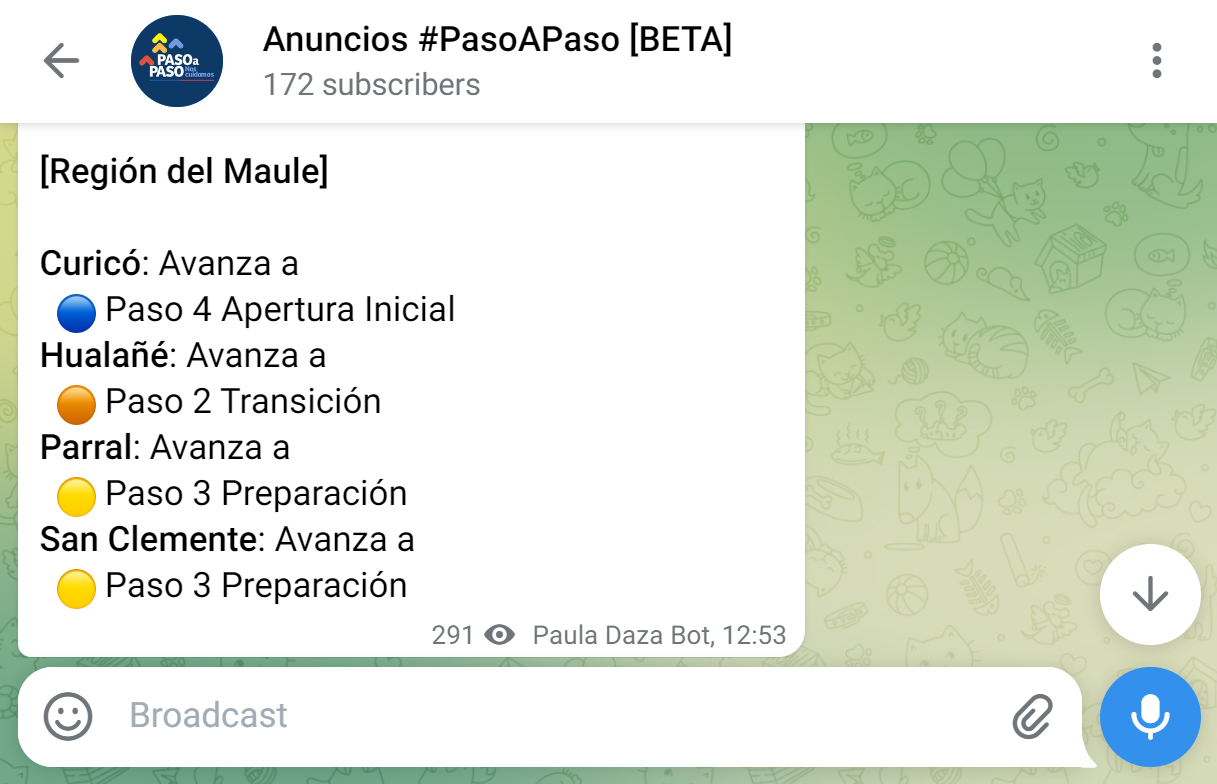 Anuncios #PasoAPaso [BETA]
172 subscribers
PASOa
PASO Nos
cuidamos
[Región del Maule]
Curicó: Avanza a
🔵 Paso 4 Apertura Inicial
Hualañé: Avanza a
🟠 Paso 2 Transición
Parral: Avanza a
🟡 Paso 3 Preparación
San Clemente: Avanza a
🟡 Paso 3 Preparación
291 Paula Daza Bot, 12:53
Broadcast